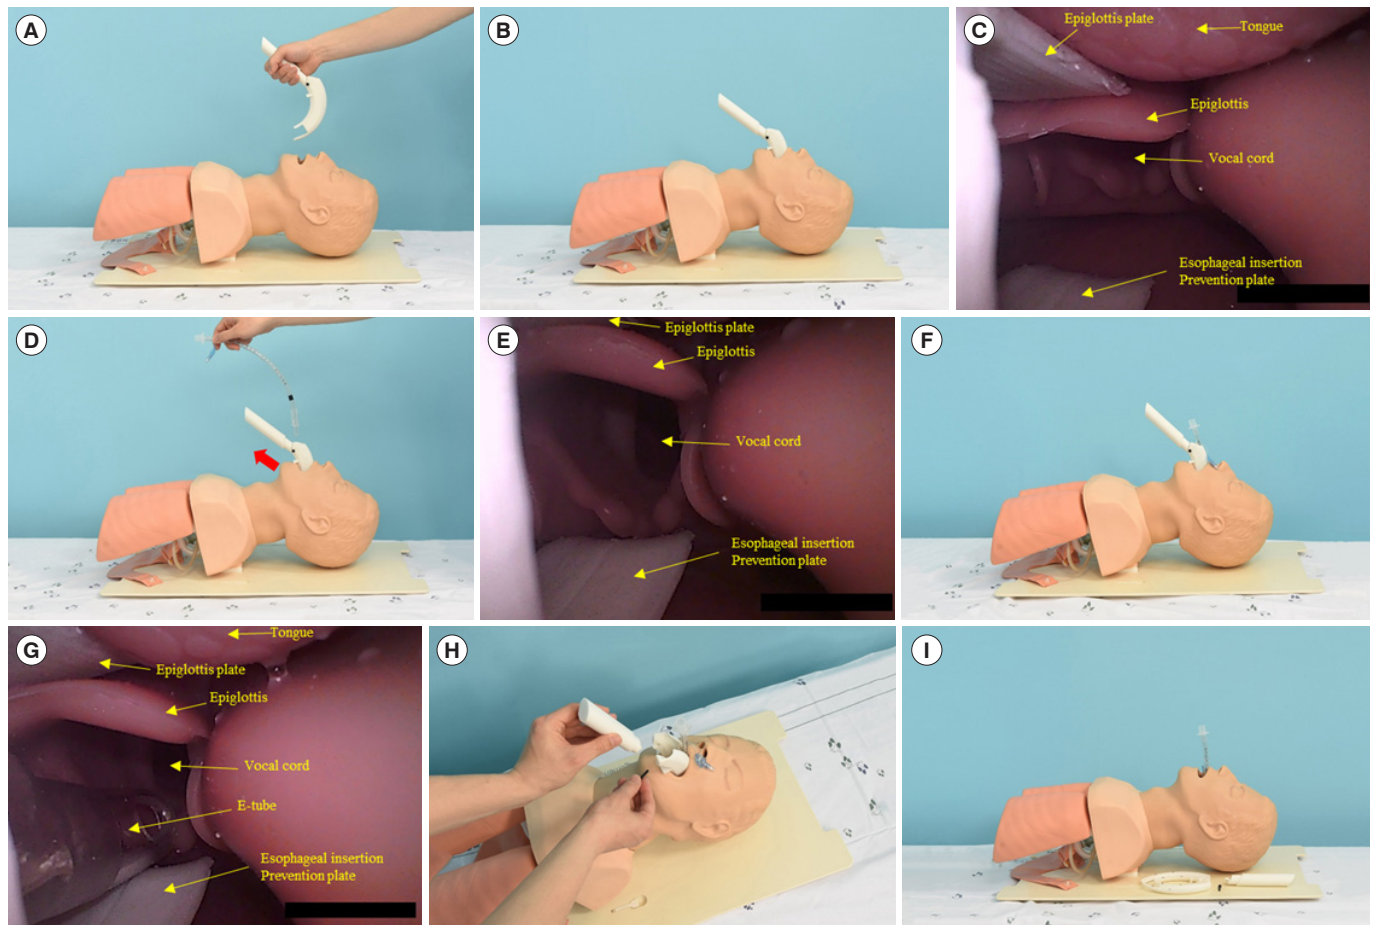 A
B
C
Epiglottis plate
Tongue
Epiglottis
Vocal cord
Esophageal insertion
Prevention plate
D
E
Epiglottis plate
Epiglottis
Vocal cord
Esophageal insertion
Prevention plate
F
G
Tongue
Epiglottis plate
Epiglottis
Vocal cord
E-tube
Esophageal insertion
Prevention plate
H
I